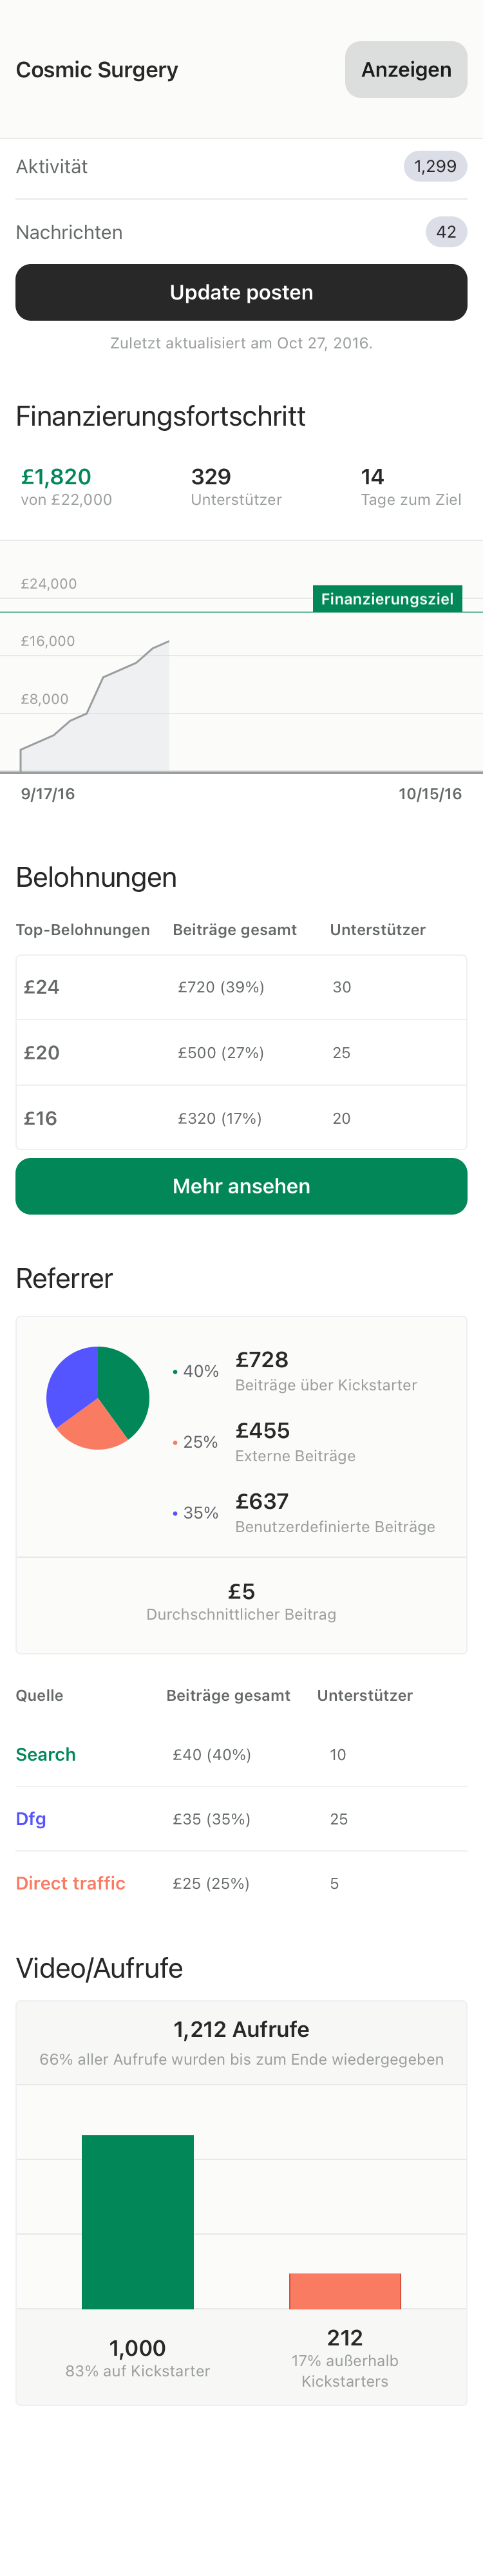 Cosmic Surgery
Anzeigen
Aktivität
1,299
Nachrichten
42
Update posten
Zuletzt aktualisiert am Oct 27, 2016.
Finanzierungsfortschritt
£1,820
von £22,000
329
Unterstützer
14
Tage zum Ziel
£24,000
Finanzierungsziel
£16,000
£8,000
9/17/16
10/15/16
Belohnungen
Top-Belohnungen Beiträge gesamt Unterstützer
£24 £720 (39%) 30
£20 £500 (27%) 25
£16 £320 (17%) 20
Mehr ansehen
Referrer
• 40%
£728
Beiträge über Kickstarter
• 25%
£455
Externe Beiträge
• 35%
£637
Benutzerdefinierte Beiträge
£5
Durchschnittlicher Beitrag
Quelle Beiträge gesamt Unterstützer
Search £40 (40%) 10
Dfg £35 (35%) 25
Direct traffic £25 (25%) 5
Video/Aufrufe
1,212 Aufrufe
66% aller Aufrufe wurden bis zum Ende wiedergegeben
1,000
83% auf Kickstarter
212
17% außerhalb
Kickstarters